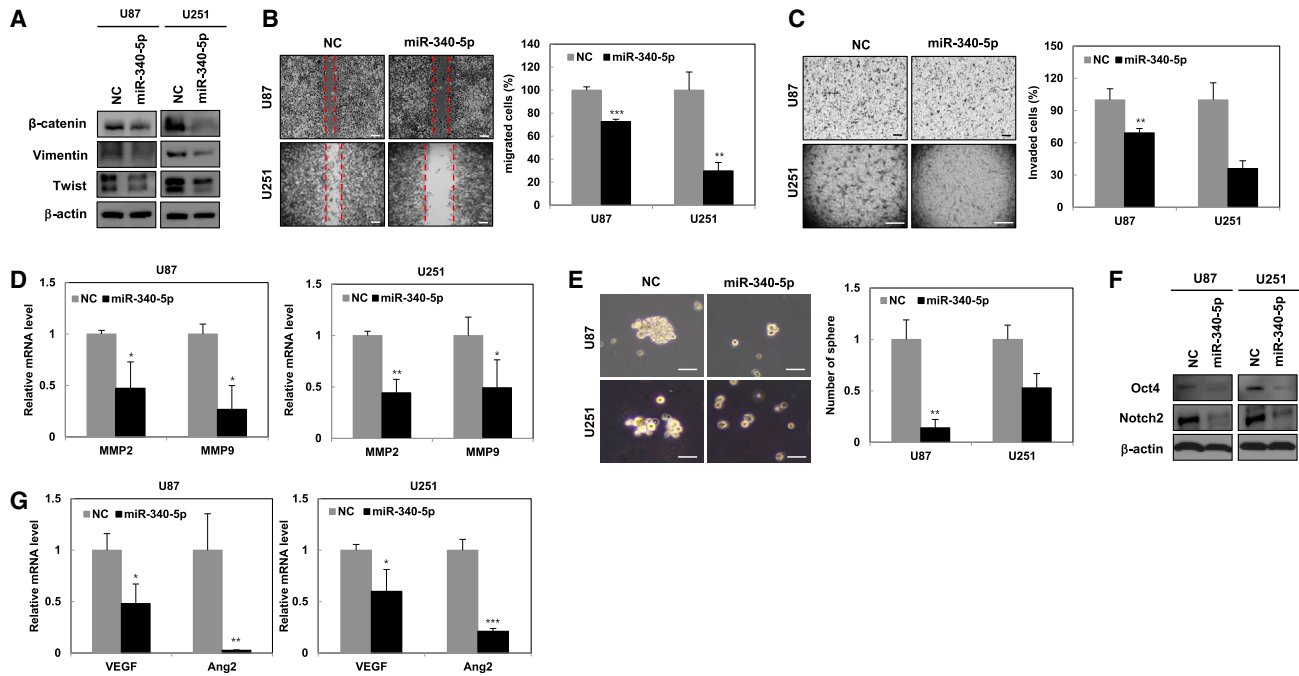 A
U87
U251
NC
miR-340-5p
NC
miR-340-5p
β-catenin
Vimentin
Twist
β-actin
B
NC
miR-340-5p
U87
U251
NC
miR-340-5p
migrated cells (%)
140
120
100
80
60
40
20
0
***
**
U87
U251
C
NC
miR-340-5p
U87
U251
NC
miR-340-5p
Invaded cells (%)
150
120
90
60
30
0
**
U87
U251
D
U87
NC
miR-340-5p
Relative mRNA level
1.5
1
0.5
0
*
*
MMP2
MMP9
U251
NC
miR-340-5p
Relative mRNA level
1.5
1
0.5
0
**
*
MMP2
MMP9
E
NC
miR-340-5p
U87
U251
NC
miR-340-5p
Number of sphere
1.5
1
0.5
0
**
U87
U251
F
U87
U251
NC
miR-340-5p
NC
miR-340-5p
Oct4
Notch2
β-actin
G
U87
NC
miR-340-5p
Relative mRNA level
1.5
1
0.5
0
*
**
VEGF
Ang2
U251
NC
miR-340-5p
Relative mRNA level
1.5
1
0.5
0
*
***
VEGF
Ang2